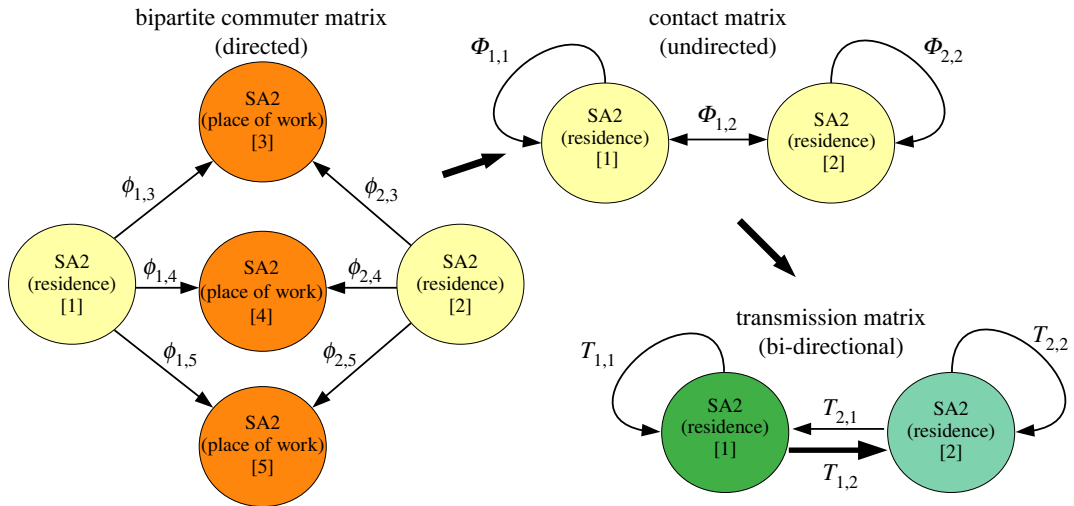 bipartite commuter matrix
(directed)
SA2
(place of work)
[3]
ϕ1,3
ϕ2,3
SA2
(residence)
[1]
ϕ1,4
SA2
(place of work)
[4]
ϕ2,4
SA2
(residence)
[2]
ϕ1,5
ϕ2,5
SA2
(place of work)
[5]
contact matrix
(undirected)
Φ1,1
Φ2,2
SA2
(residence)
[1]
Φ1,2
SA2
(residence)
[2]
transmission matrix
(bi-directional)
T1,1
T2,2
SA2
(residence)
[1]
T2,1
T1,2
SA2
(residence)
[2]